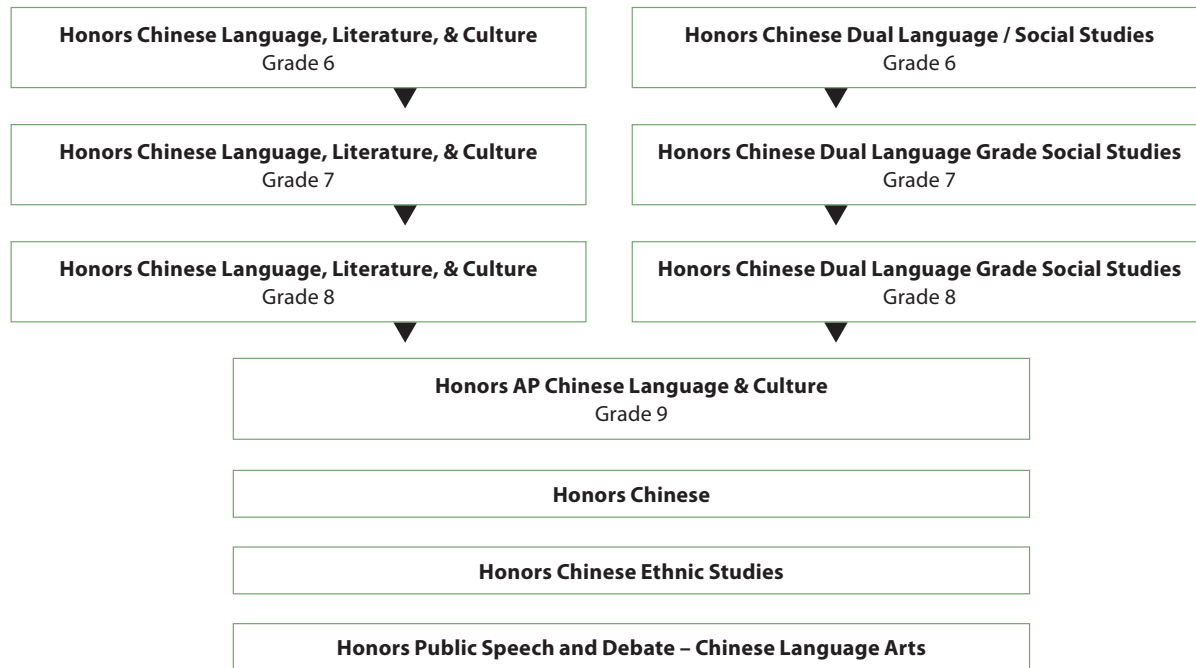 Honors Chinese Language, Literature, & Culture
Grade 6
Honors Chinese Dual Language / Social Studies
Grade 6
Honors Chinese Language, Literature, & Culture
Grade 7
Honors Chinese Dual Language Grade Social Studies
Grade 7
Honors Chinese Language, Literature, & Culture
Grade 8
Honors Chinese Dual Language Grade Social Studies
Grade 8
Honors AP Chinese Language & Culture
Grade 9
Honors Chinese
Honors Chinese Ethnic Studies
Honors Public Speech and Debate – Chinese Language Arts